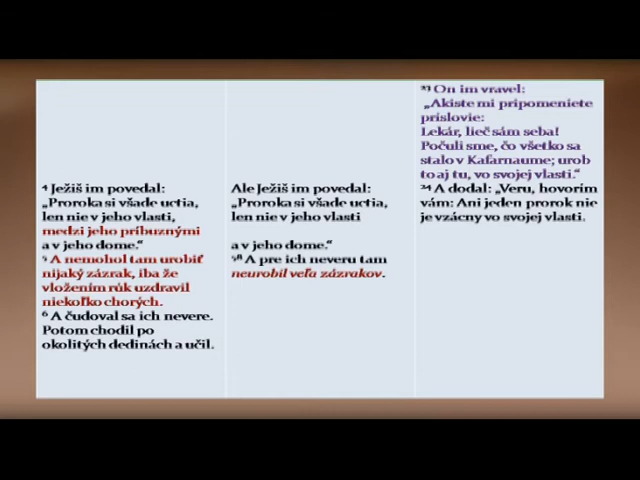 ⁴ Ježiš im povedal:
„Proroka si všade uctia,
len nie v jeho vlasti,
medzi jeho príbuznými
a v jeho dome.“
⁵ A nemohol tam urobiť
nijaký zázrak, iba že
vložením rúk uzdravil
niekoľko chorých.
⁶ A čudoval sa ich nevere.
Potom chodil po
okolitých dedinách a učil.
Ale Ježiš im povedal:
„Proroka si všade uctia,
len nie v jeho vlasti
a v jeho dome.“
⁵⁸ A pre ich neveru tam
neurobil veľa zázrakov.
²³ On im vravel:
„Akiste mi pripomeniete
príslovie:
Lekár, lieč sám seba!
Počuli sme, čo všetko sa
stalo v Kafarnaume; urob
to aj tu, vo svojej vlasti.“
²⁴ A dodal: „Veru, hovorím
vám: Ani jeden prorok nie
je vzácny vo svojej vlasti.